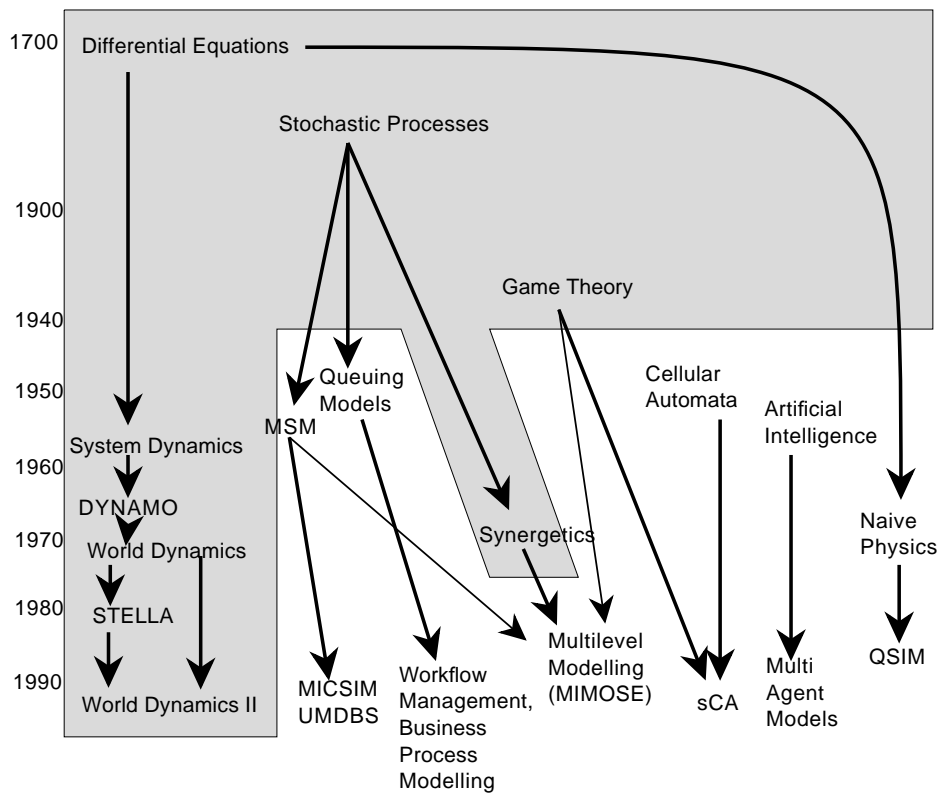 1700
Differential Equations
Stochastic Processes
1900
Game Theory
1940
Queuing
Models
Cellular
Automata
1950
Artificial
Intelligence
MSM
System Dynamics
1960
DYNAMO
Naive
Physics
Synergetics
1970
World Dynamics
1980
STELLA
Multilevel
Modelling
(MIMOSE)
QSIM
Multi
Agent
Models
1990
MICSIM
UMDBS
Workflow
Management,
Business
Process
Modelling
sCA
World Dynamics II